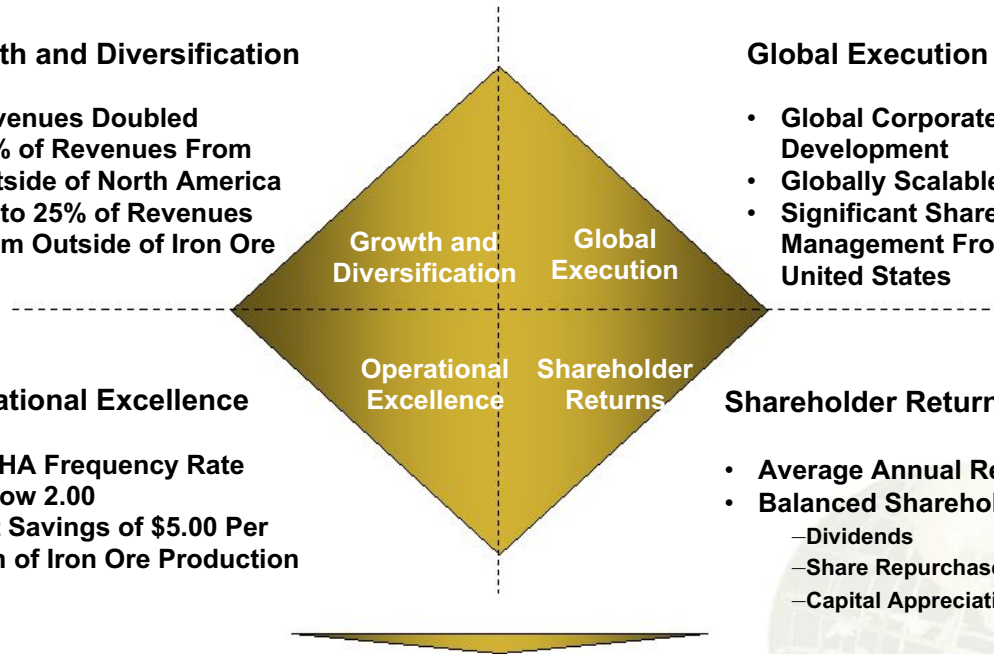 th and Diversification
venues Doubled
% of Revenues From
tside of North America
to 25% of Revenues
m Outside of Iron Ore
Global Execution
• Global Corporate
Development
• Globally Scalable
• Significant Share
Management Fro
United States
Growth and
Diversification
Global
Execution
Operational
Excellence
Shareholder
Returns
ational Excellence
HA Frequency Rate
ow 2.00
t Savings of $5.00 Per
n of Iron Ore Production
Shareholder Return
• Average Annual Re
• Balanced Sharehol
–Dividends
–Share Repurchase
–Capital Appreciati